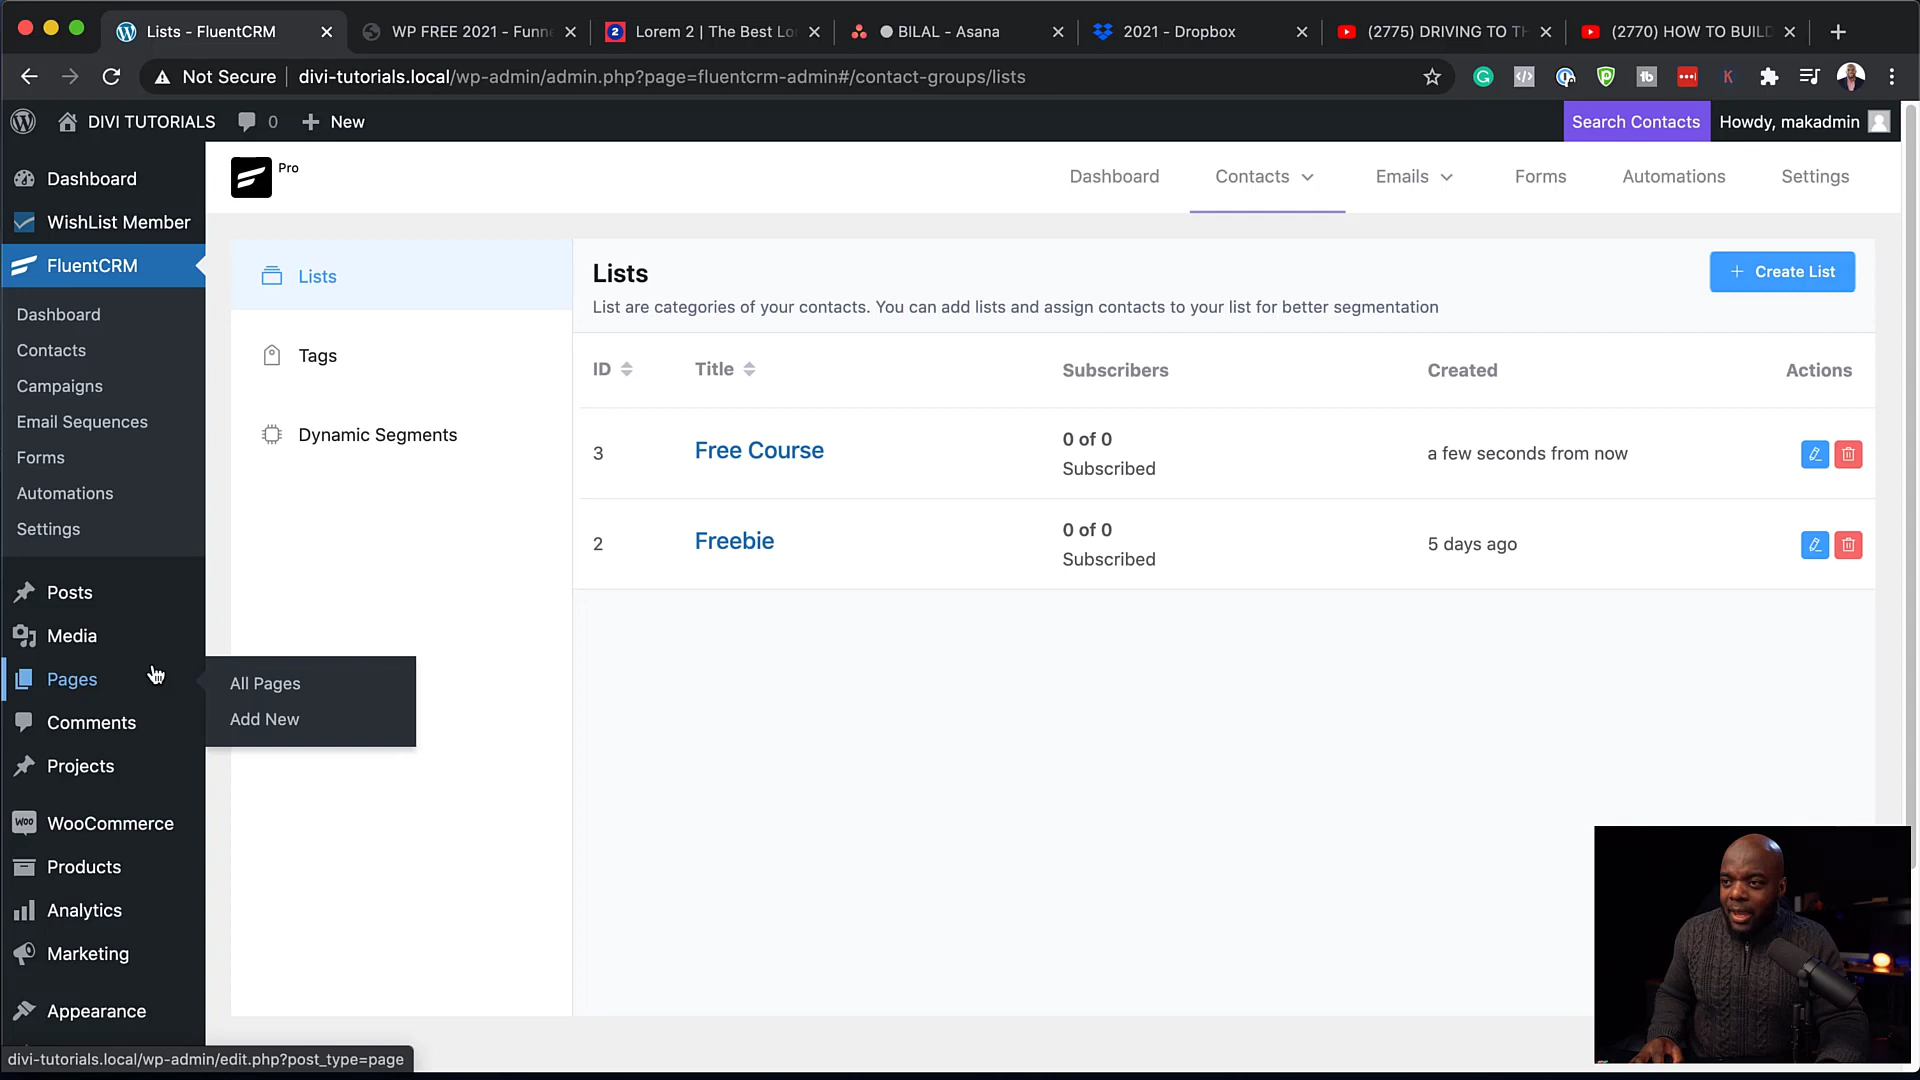 Lists - FluentCRM
WP FREE 2021 - Funne
Lorem 2 | The Best Lo
BILAL - Asana
2021 - Dropbox
(2775) DRIVING TO TH
(2770) HOW TO BUILD
Not Secure
divi-tutorials.local/wp-admin/admin.php?page=fluentcrm-admin#/contact-groups/lists
DIVI TUTORIALS
0
New
Search Contacts
Howdy, makadmin
Dashboard
WishList Member
FluentCRM
Dashboard
Contacts
Campaigns
Email Sequences
Forms
Automations
Settings
Posts
Media
Pages
Comments
Projects
WooCommerce
Products
Analytics
Marketing
Appearance
All Pages
Add New
Pro
Dashboard
Contacts
Emails
Forms
Automations
Settings
Lists
Tags
Dynamic Segments
Lists
List are categories of your contacts. You can add lists and assign contacts to your list for better segmentation
Create List
ID
Title
Subscribers
Created
Actions
3
Free Course
0 of 0
Subscribed
a few seconds from now
2
Freebie
0 of 0
Subscribed
5 days ago
divi-tutorials.local/wp-admin/edit.php?post_type=page